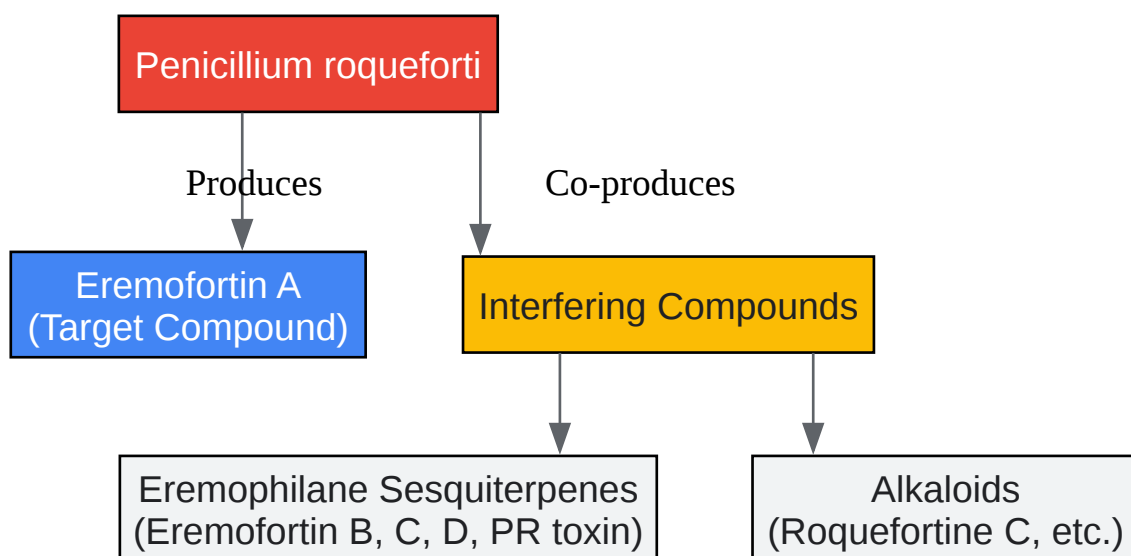 Penicillium roqueforti
Produces
Co-produces
Eremofortin A
(Target Compound)
Interfering Compounds
Eremophilane Sesquiterpenes
(Eremofortin B, C, D, PR toxin)
Alkaloids
(Roquefortine C, etc.)